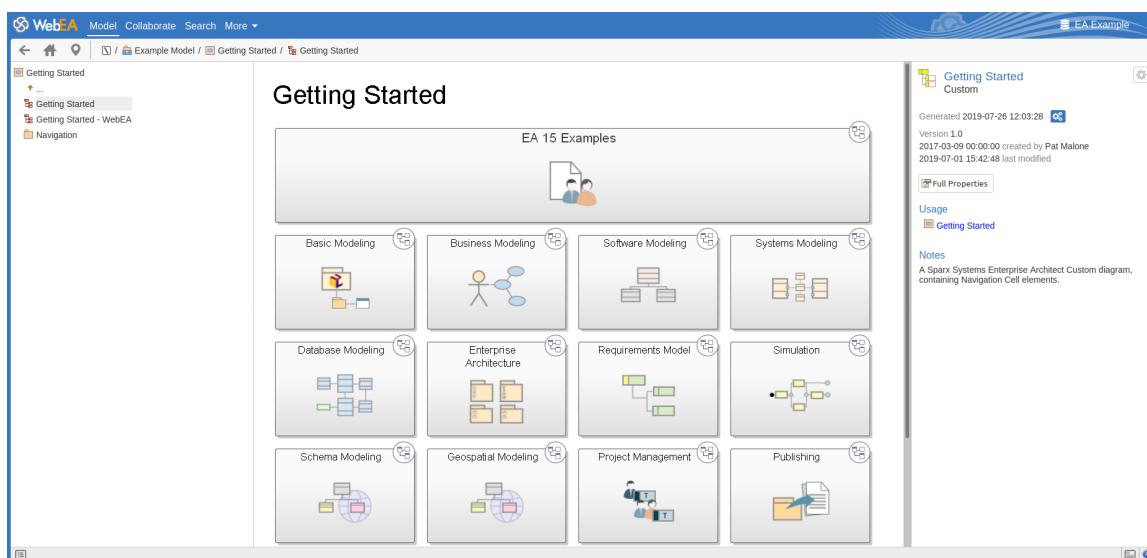 WebEA Model Collaborate Search More
EA Example
/ Example Model / Getting Started / Getting Started
Getting Started
...
Getting Started
Getting Started - WebEA
Navigation
Getting Started
EA 15 Examples
Basic Modeling
Business Modeling
Software Modeling
Systems Modeling
Database Modeling
Enterprise
Architecture
Requirements Model
Simulation
Schema Modeling
Geospatial Modeling
Project Management
T
T
Publishing
Getting Started
Custom
Generated 2019-07-26 12:03:28
Version 1.0
2017-03-09 00:00:00 created by Pat Malone
2019-07-01 15:42:48 last modified
Full Properties
Usage
Getting Started
Notes
A Sparx Systems Enterprise Architect Custom diagram,
containing Navigation Cell elements.